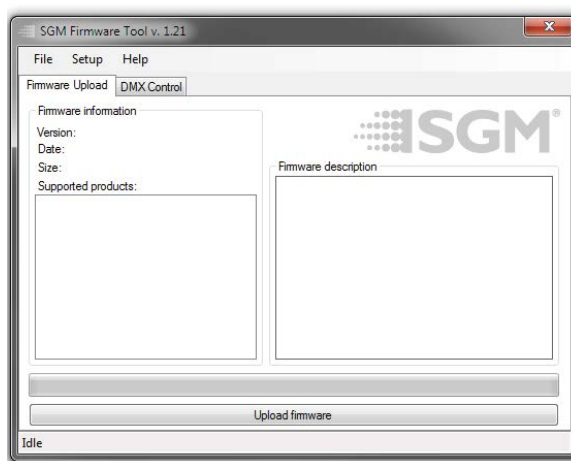 SGM Firmware Tool v. 1.21
File Setup Help
Firmware Upload DMX Control
Firmware information
Version:
Date:
Size:
Supported products:
SGM®
Firmware description
Upload firmware
Idle